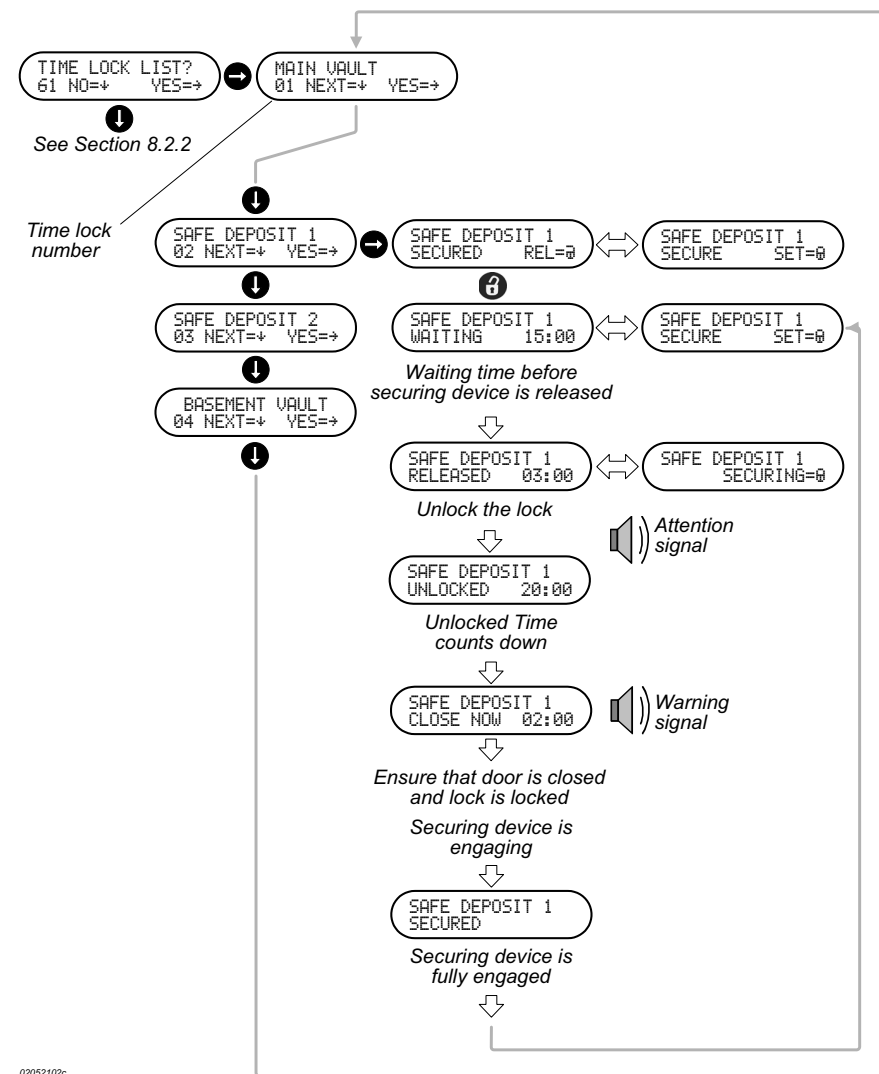 TIME LOCK LIST?
61 NO=↓ YES=→
MAIN VAULT
01 NEXT=↓ YES=→
See Section 8.2.2
Time lock
number
SAFE DEPOSIT 1
02 NEXT=↓ YES=→
SAFE DEPOSIT 1
SECURED REL=
SAFE DEPOSIT 1
SECURE SET=
SAFE DEPOSIT 2
03 NEXT=↓ YES=→
SAFE DEPOSIT 1
WAITING 15:00
SAFE DEPOSIT 1
SECURE SET=
Waiting time before
securing device is released
BASEMENT VAULT
04 NEXT=↓ YES=→
SAFE DEPOSIT 1
RELEASED 03:00
SAFE DEPOSIT 1
SECURING=
Unlock the lock
Attention
signal
SAFE DEPOSIT 1
UNLOCKED 20:00
Unlocked Time
counts down
SAFE DEPOSIT 1
CLOSE NOW 02:00
Warning
signal
Ensure that door is closed
and lock is locked
Securing device is
engaging
SAFE DEPOSIT 1
SECURED
Securing device is
fully engaged
02052102c